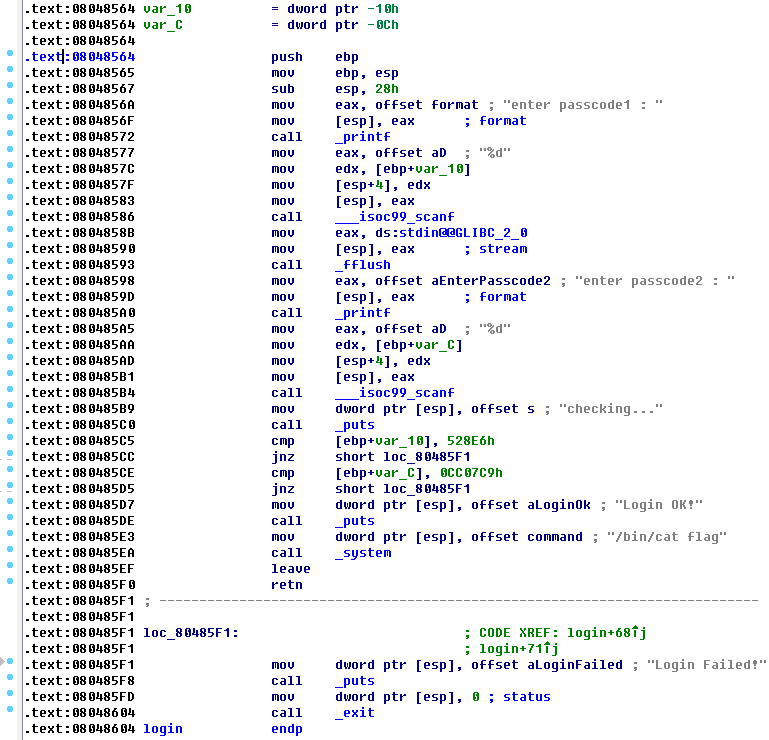 .text:08048564 var_10 = dword ptr -10h
.text:08048564 var_C = dword ptr -0Ch
.text:08048564
.text:08048564 push ebp
.text:08048565 mov ebp, esp
.text:08048567 sub esp, 28h
.text:0804856A mov eax, offset format ; "enter passcode1 : "
.text:0804856F mov [esp], eax ; format
.text:08048572 call _printf
.text:08048577 mov eax, offset aD ; "%d"
.text:0804857C mov edx, [ebp+var_10]
.text:0804857F mov [esp+4], edx
.text:08048583 mov [esp], eax
.text:08048586 call ___isoc99_scanf
.text:0804858B mov eax, ds:stdin@@GLIBC_2_0
.text:08048590 mov [esp], eax ; stream
.text:08048593 call _fflush
.text:08048598 mov eax, offset aEnterPasscode2 ; "enter passcode2 : "
.text:0804859D mov [esp], eax ; format
.text:080485A0 call _printf
.text:080485A5 mov eax, offset aD ; "%d"
.text:080485AA mov edx, [ebp+var_C]
.text:080485AD mov [esp+4], edx
.text:080485B1 mov [esp], eax
.text:080485B4 call ___isoc99_scanf
.text:080485B9 mov dword ptr [esp], offset s ; "checking..."
.text:080485C0 call _puts
.text:080485C5 cmp [ebp+var_10], 528E6h
.text:080485CC jnz short loc_80485F1
.text:080485CE cmp [ebp+var_C], 0CC07C9h
.text:080485D5 jnz short loc_80485F1
.text:080485D7 mov dword ptr [esp], offset aLoginOk ; "Login OK!"
.text:080485DE call _puts
.text:080485E3 mov dword ptr [esp], offset command ; "/bin/cat flag"
.text:080485EA call _system
.text:080485EF leave
.text:080485F0 retn
.text:080485F1 ; ---------------------------------------------------------------------------
.text:080485F1
.text:080485F1 loc_80485F1: ; CODE XREF: login+68↑j
.text:080485F1 ; login+71↑j
.text:080485F1 mov dword ptr [esp], offset aLoginFailed ; "Login Failed!"
.text:080485F8 call _puts
.text:080485FD mov dword ptr [esp], 0 ; status
.text:08048604 call _exit
.text:08048604 login endp